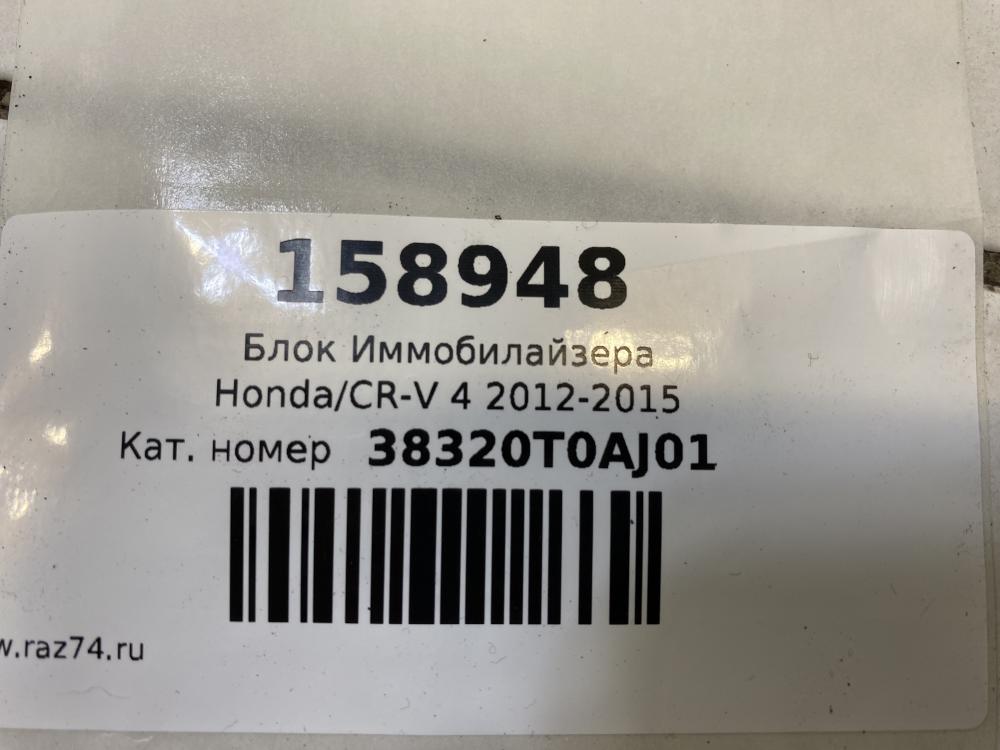 158948
Блок Иммобилайзера
Honda/CR-V 4 2012-2015
Кат. номер 38320T0AJ01
w.raz74.ru